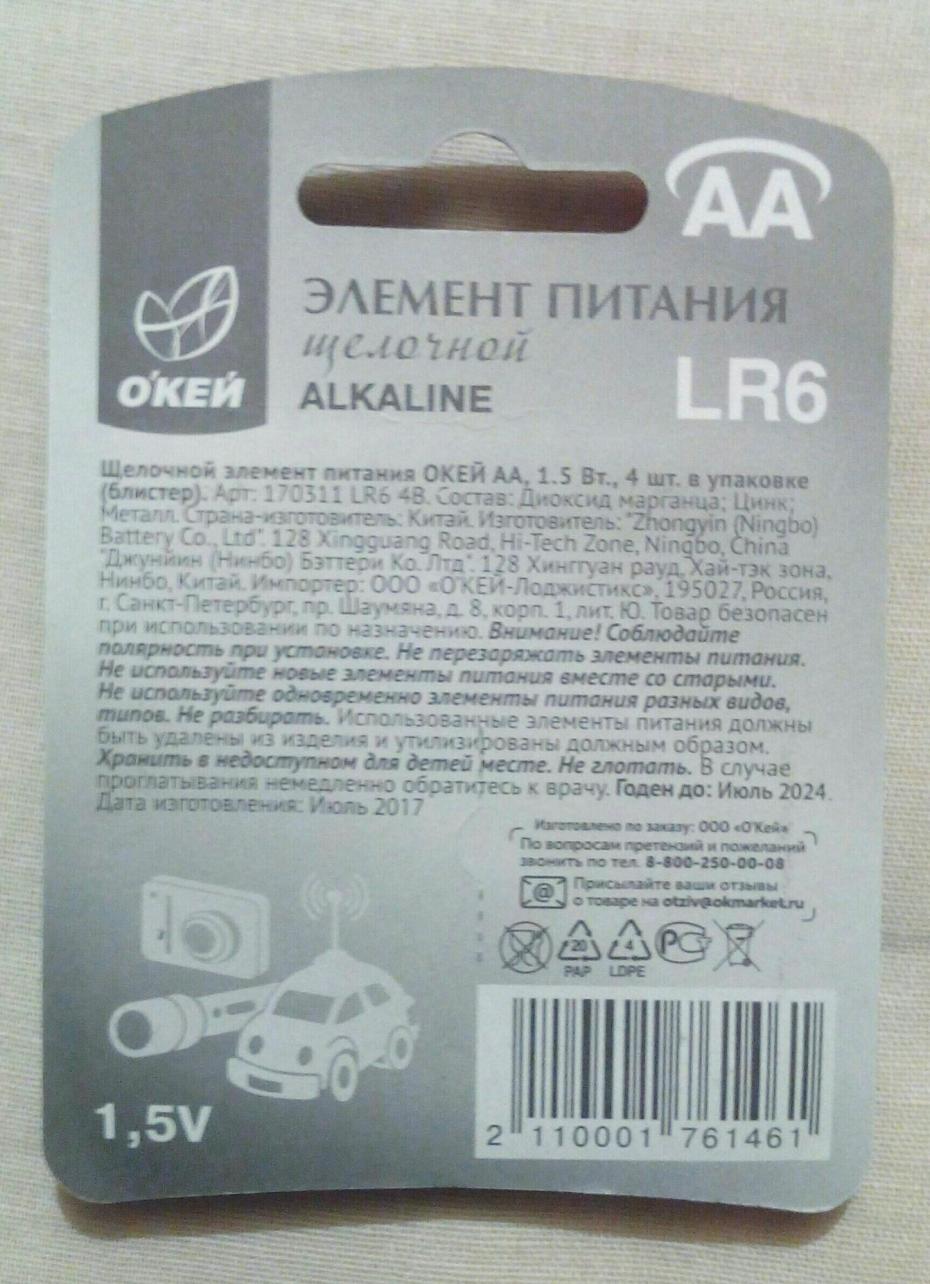 AA
О'КЕЙ
ЭЛЕМЕНТ ПИТАНИЯ
щелочной
ALKALINE
LR6
Щелочной элемент питания ОКЕЙ АА, 1.5 Вт., 4 шт. в упаковке
(блистер). Арт: 170311 LR6 4B. Состав: Диоксид марганца; Цинк;
Металл. Страна-изготовитель: Китай. Изготовитель: "Zhongyin (Ningbo)
Battery Co., Ltd". 128 Xingguang Road, Hi-Tech Zone, Ningbo, China
"Джунйин (Нинбо) Бэттери Ко. Лтд". 128 Хингуан рауд, Хай-тэк зона,
Нинбо, Китай. Импортер: ООО «О'КЕЙ-Лоджистикс», 195027, Россия,
г. Санкт-Петербург, пр. Шаумяна, д. 8, корп. 1, лит. Ю. Товар безопасен
при использовании по назначению. Внимание! Соблюдайте
полярность при установке. Не перезаряжать элементы питания.
Не используйте новые элементы питания вместе со старыми.
Не используйте одновременно элементы питания разных видов,
типов. Не разбирать. Использованные элементы питания должны
быть удалены из изделия и утилизированы должным образом.
Хранить в недоступном для детей месте. Не глотать. В случае
проглатывания немедленно обратитесь к врачу. Годен до: Июль 2024.
Дата изготовления: Июль 2017
Изготовлено по заказу: ООО «О'Кей»
По вопросам претензий и пожеланий
звонить по тел. 8-800-250-00-08
@ Присылайте ваши отзывы
о товаре на otziv@okmarket.ru
20 4 РС
PAP LDPE
1,5V
2 110001 761461